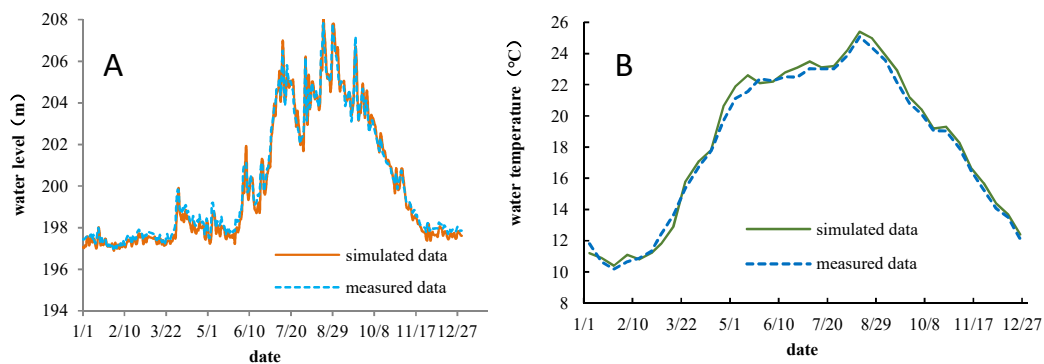 A
water level（m）
208
206
204
202
200
198
196
194
1/1 2/10 3/22 5/1 6/10 7/20 8/29 10/8 11/17 12/27
date
simulated data
measured data
B
water temperature（℃）
26
24
22
20
18
16
14
12
10
8
1/1 2/10 3/22 5/1 6/10 7/20 8/29 10/8 11/17 12/27
date
simulated data
measured data